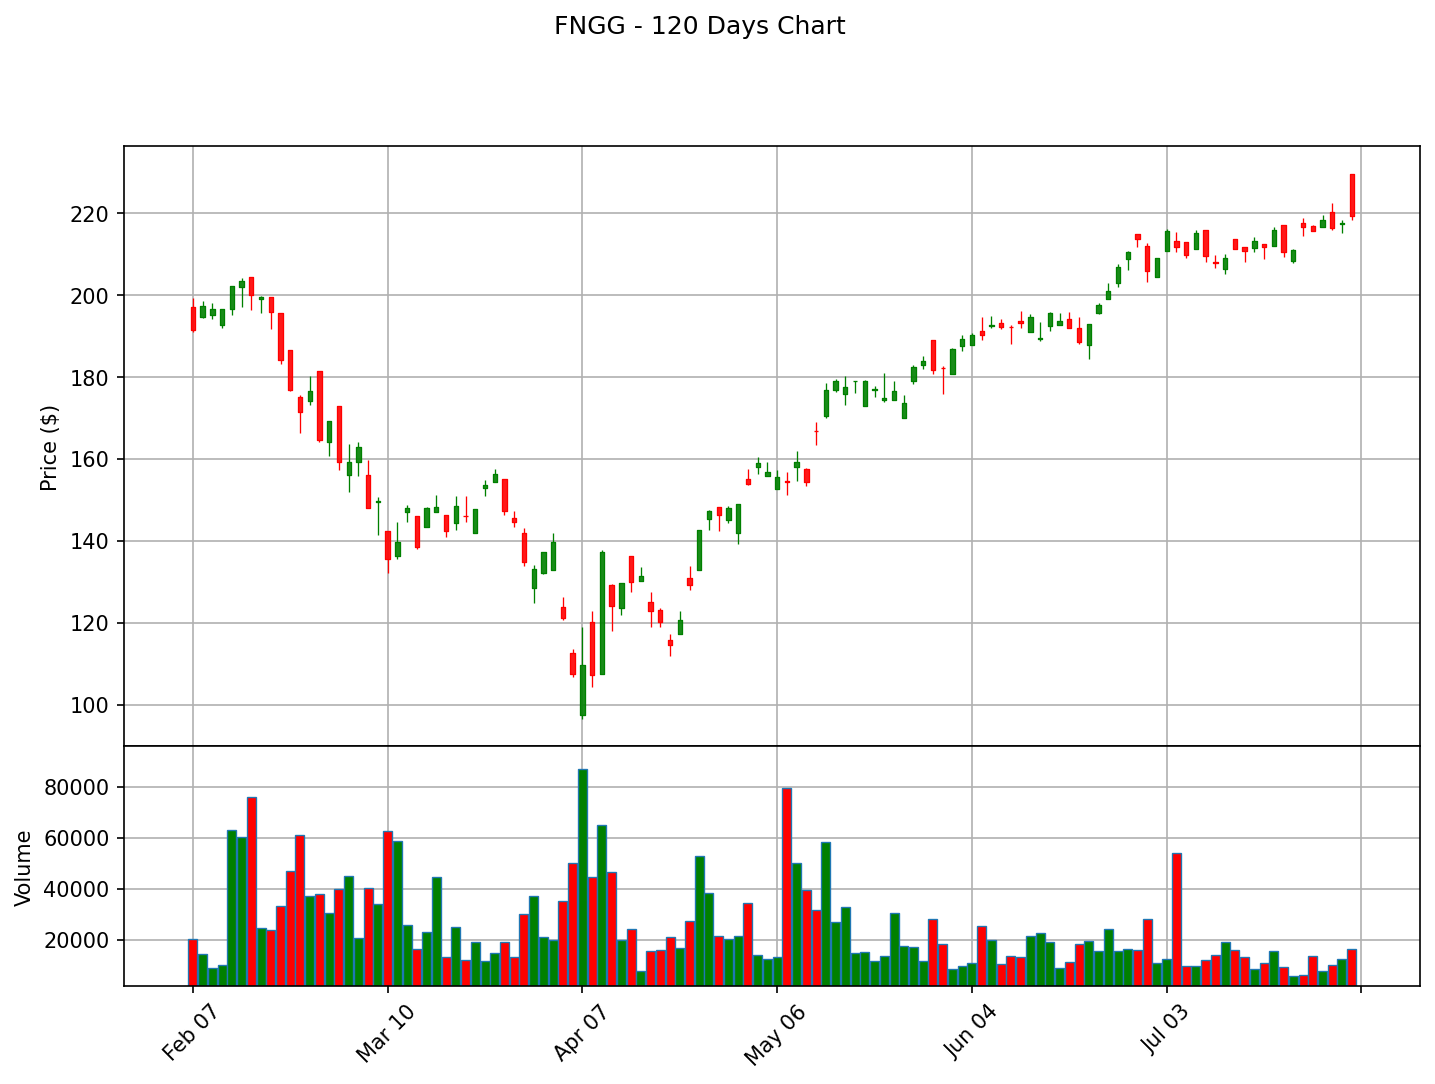 FNGG - 120 Days Chart
Price ($)
220
200
180
160
140
120
100
Volume
80000
60000
40000
20000
Feb 07
Mar 10
Apr 07
May 06
Jun 04
Jul 03